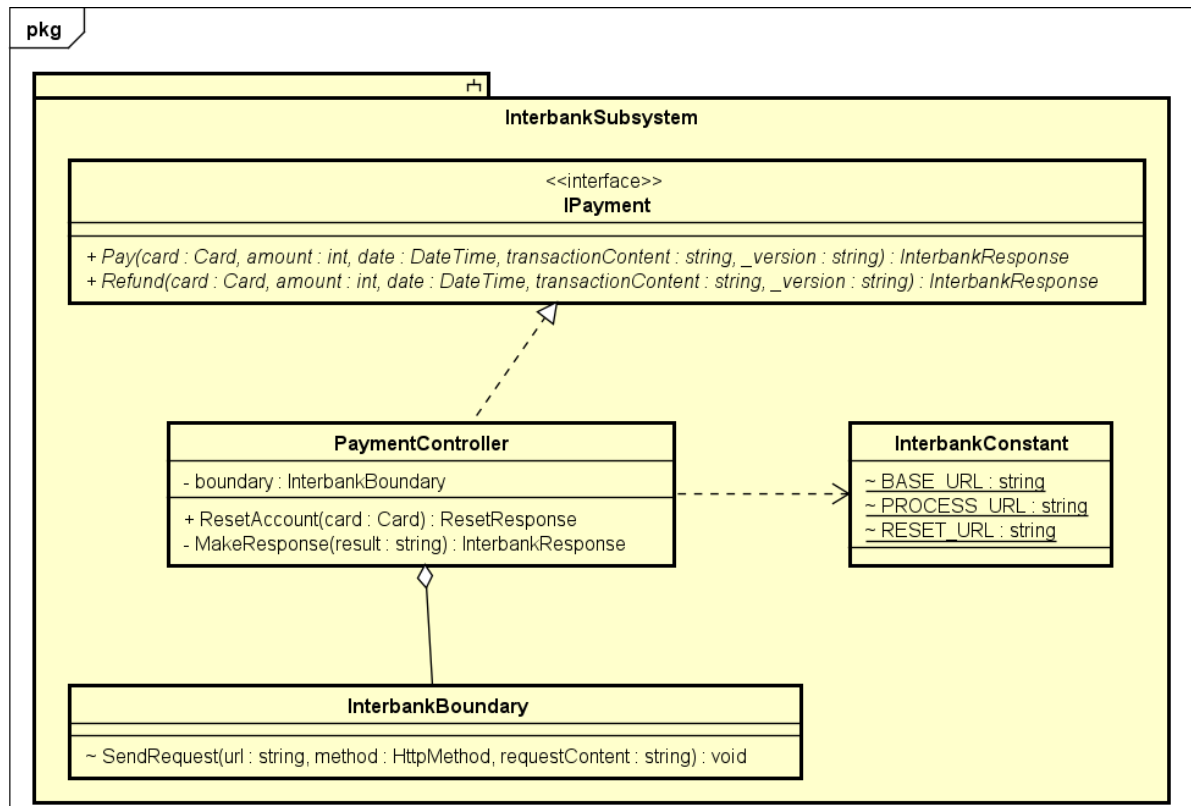 pkg
InterbankSubsystem
<<interface>>
IPayment
+ Pay(card : Card, amount : int, date : DateTime, transactionContent : string, _version : string) : InterbankResponse
+ Refund(card : Card, amount : int, date : DateTime, transactionContent : string, _version : string) : InterbankResponse
PaymentController
- boundary : InterbankBoundary
+ ResetAccount(card : Card) : ResetResponse
- MakeResponse(result : string) : InterbankResponse
InterbankConstant
~ BASE_URL : string
~ PROCESS_URL : string
~ RESET_URL : string
InterbankBoundary
~ SendRequest(url : string, method : HttpMethod, requestContent : string) : void